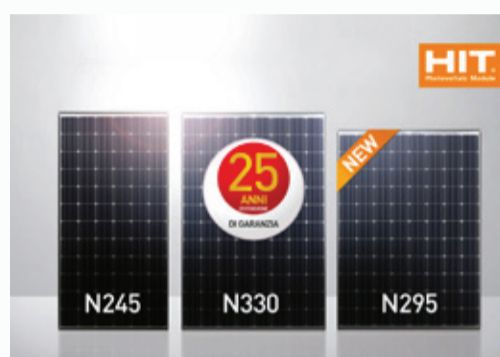 HIT
Photovoltaic Module
NEW
25
ANNI
DI GARANZIA
N245
N330
N295